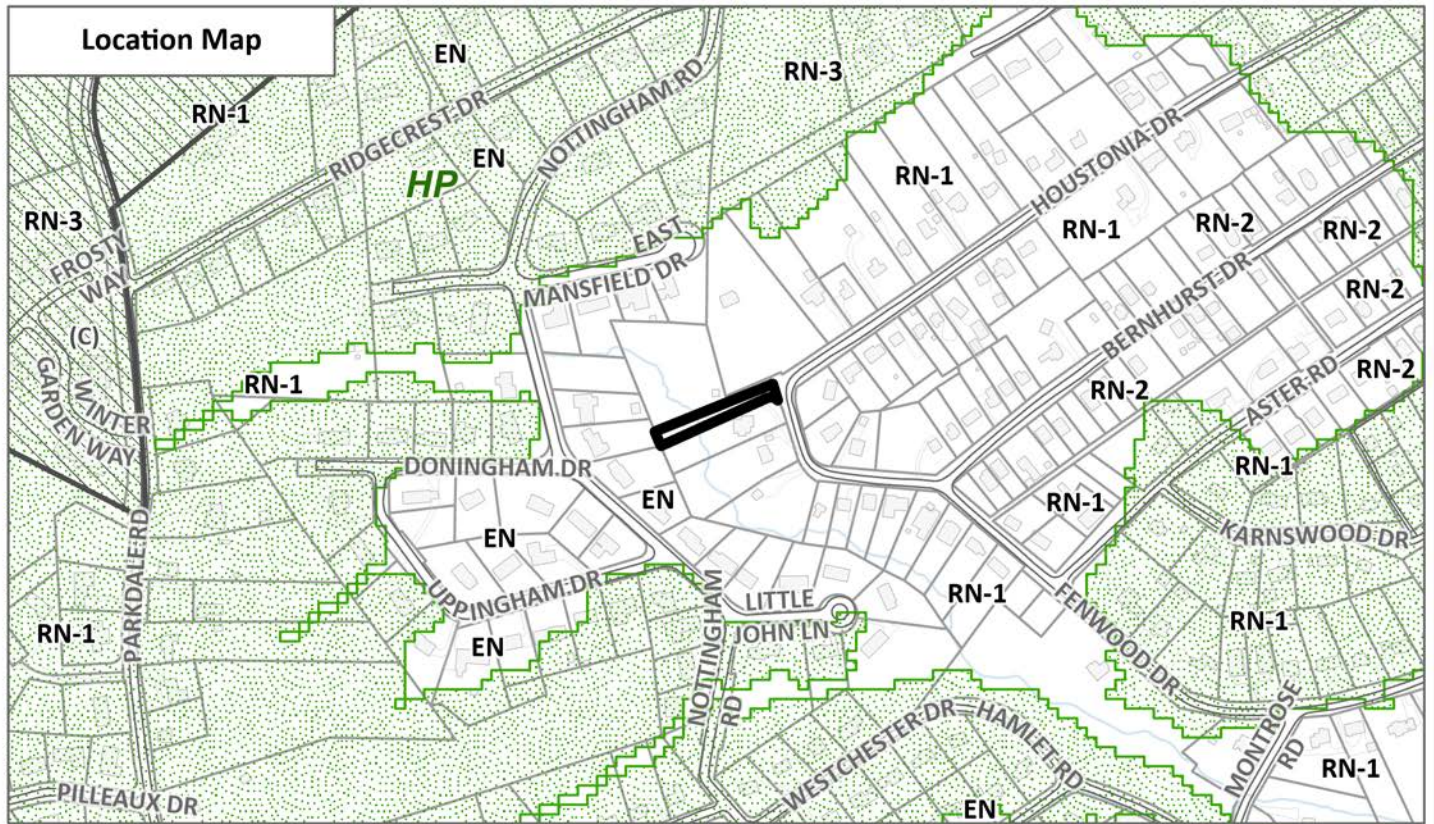 Location Map
EN
RN-3
RN-1
RIDGECREST DR
NOTTINGHAM RD
EN
HP
RN-1
HOUSTONIA DR
RN-3
FROSTY
WAY
EAST
MANSFIELD DR
RN-1
RN-2
RN-2
RN-2
BERNHURST DR
(C)
WINTER
GARDEN WAY
RN-1
RN-2
RN-2
ASTER RD
DONINGHAM DR
RN-1
EN
RN-1
EN
KARNSWOOD DR
PARKDALE RD
UPPINGHAM DR
LITTLE
JOHN LN
RN-1
FENWOOD DR
RN-1
RN-1
EN
NOTTINGHAM
RD
WESTCHESTER DR
HAMLET RD
MONTROSE
RD
RN-1
PILLEAUX DR
EN